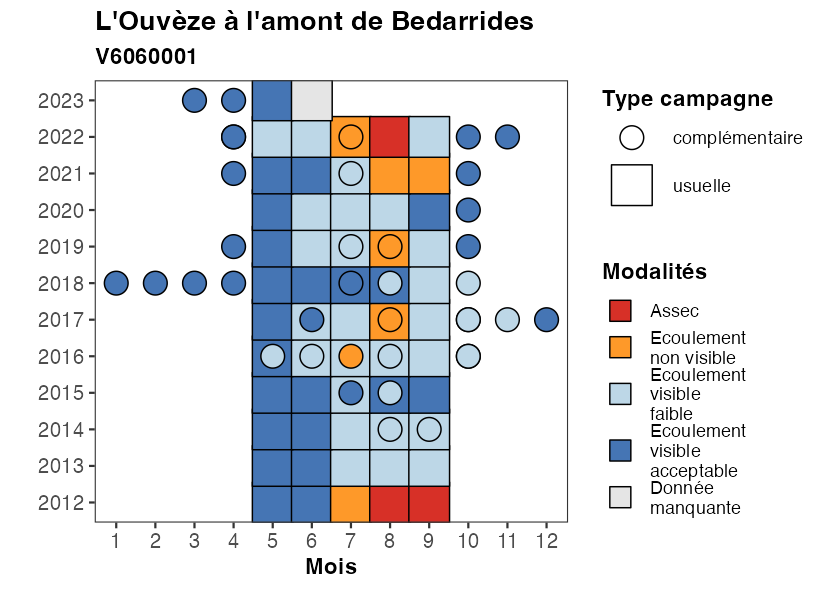 L'Ouvèze à l'amont de Bedarrides
V6060001
2023
2022
2021
2020
2019
2018
2017
2016
2015
2014
2013
2012
1 2 3 4 5 6 7 8 9 10 11 12
Mois
Type campagne
complémentaire
usuelle
Modalités
Assec
Ecoulement
non visible
Ecoulement
visible
faible
Ecoulement
visible
acceptable
Donnée
manquante